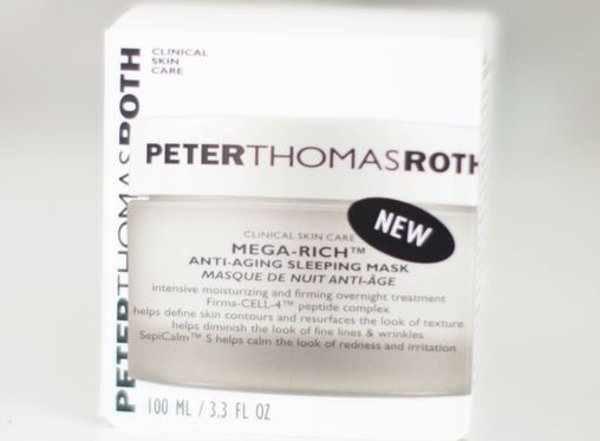 CLINICAL
SKIN
CARE
PETERTHOMASROTH
PETERTHOMASROTH
NEW
CLINICAL SKIN CARE
MEGA-RICH™
ANTI-AGING SLEEPING MASK
MASQUE DE NUIT ANTI-ÂGE
intensive moisturizing and firming overnight treatment
Firma-CELL-4™ peptide complex
helps define skin contours and resurfaces the look of texture
helps diminish the look of fine lines & wrinkles
SepiCalm™ S helps calm the look of redness and irritation
100 ML / 3.3 FL OZ